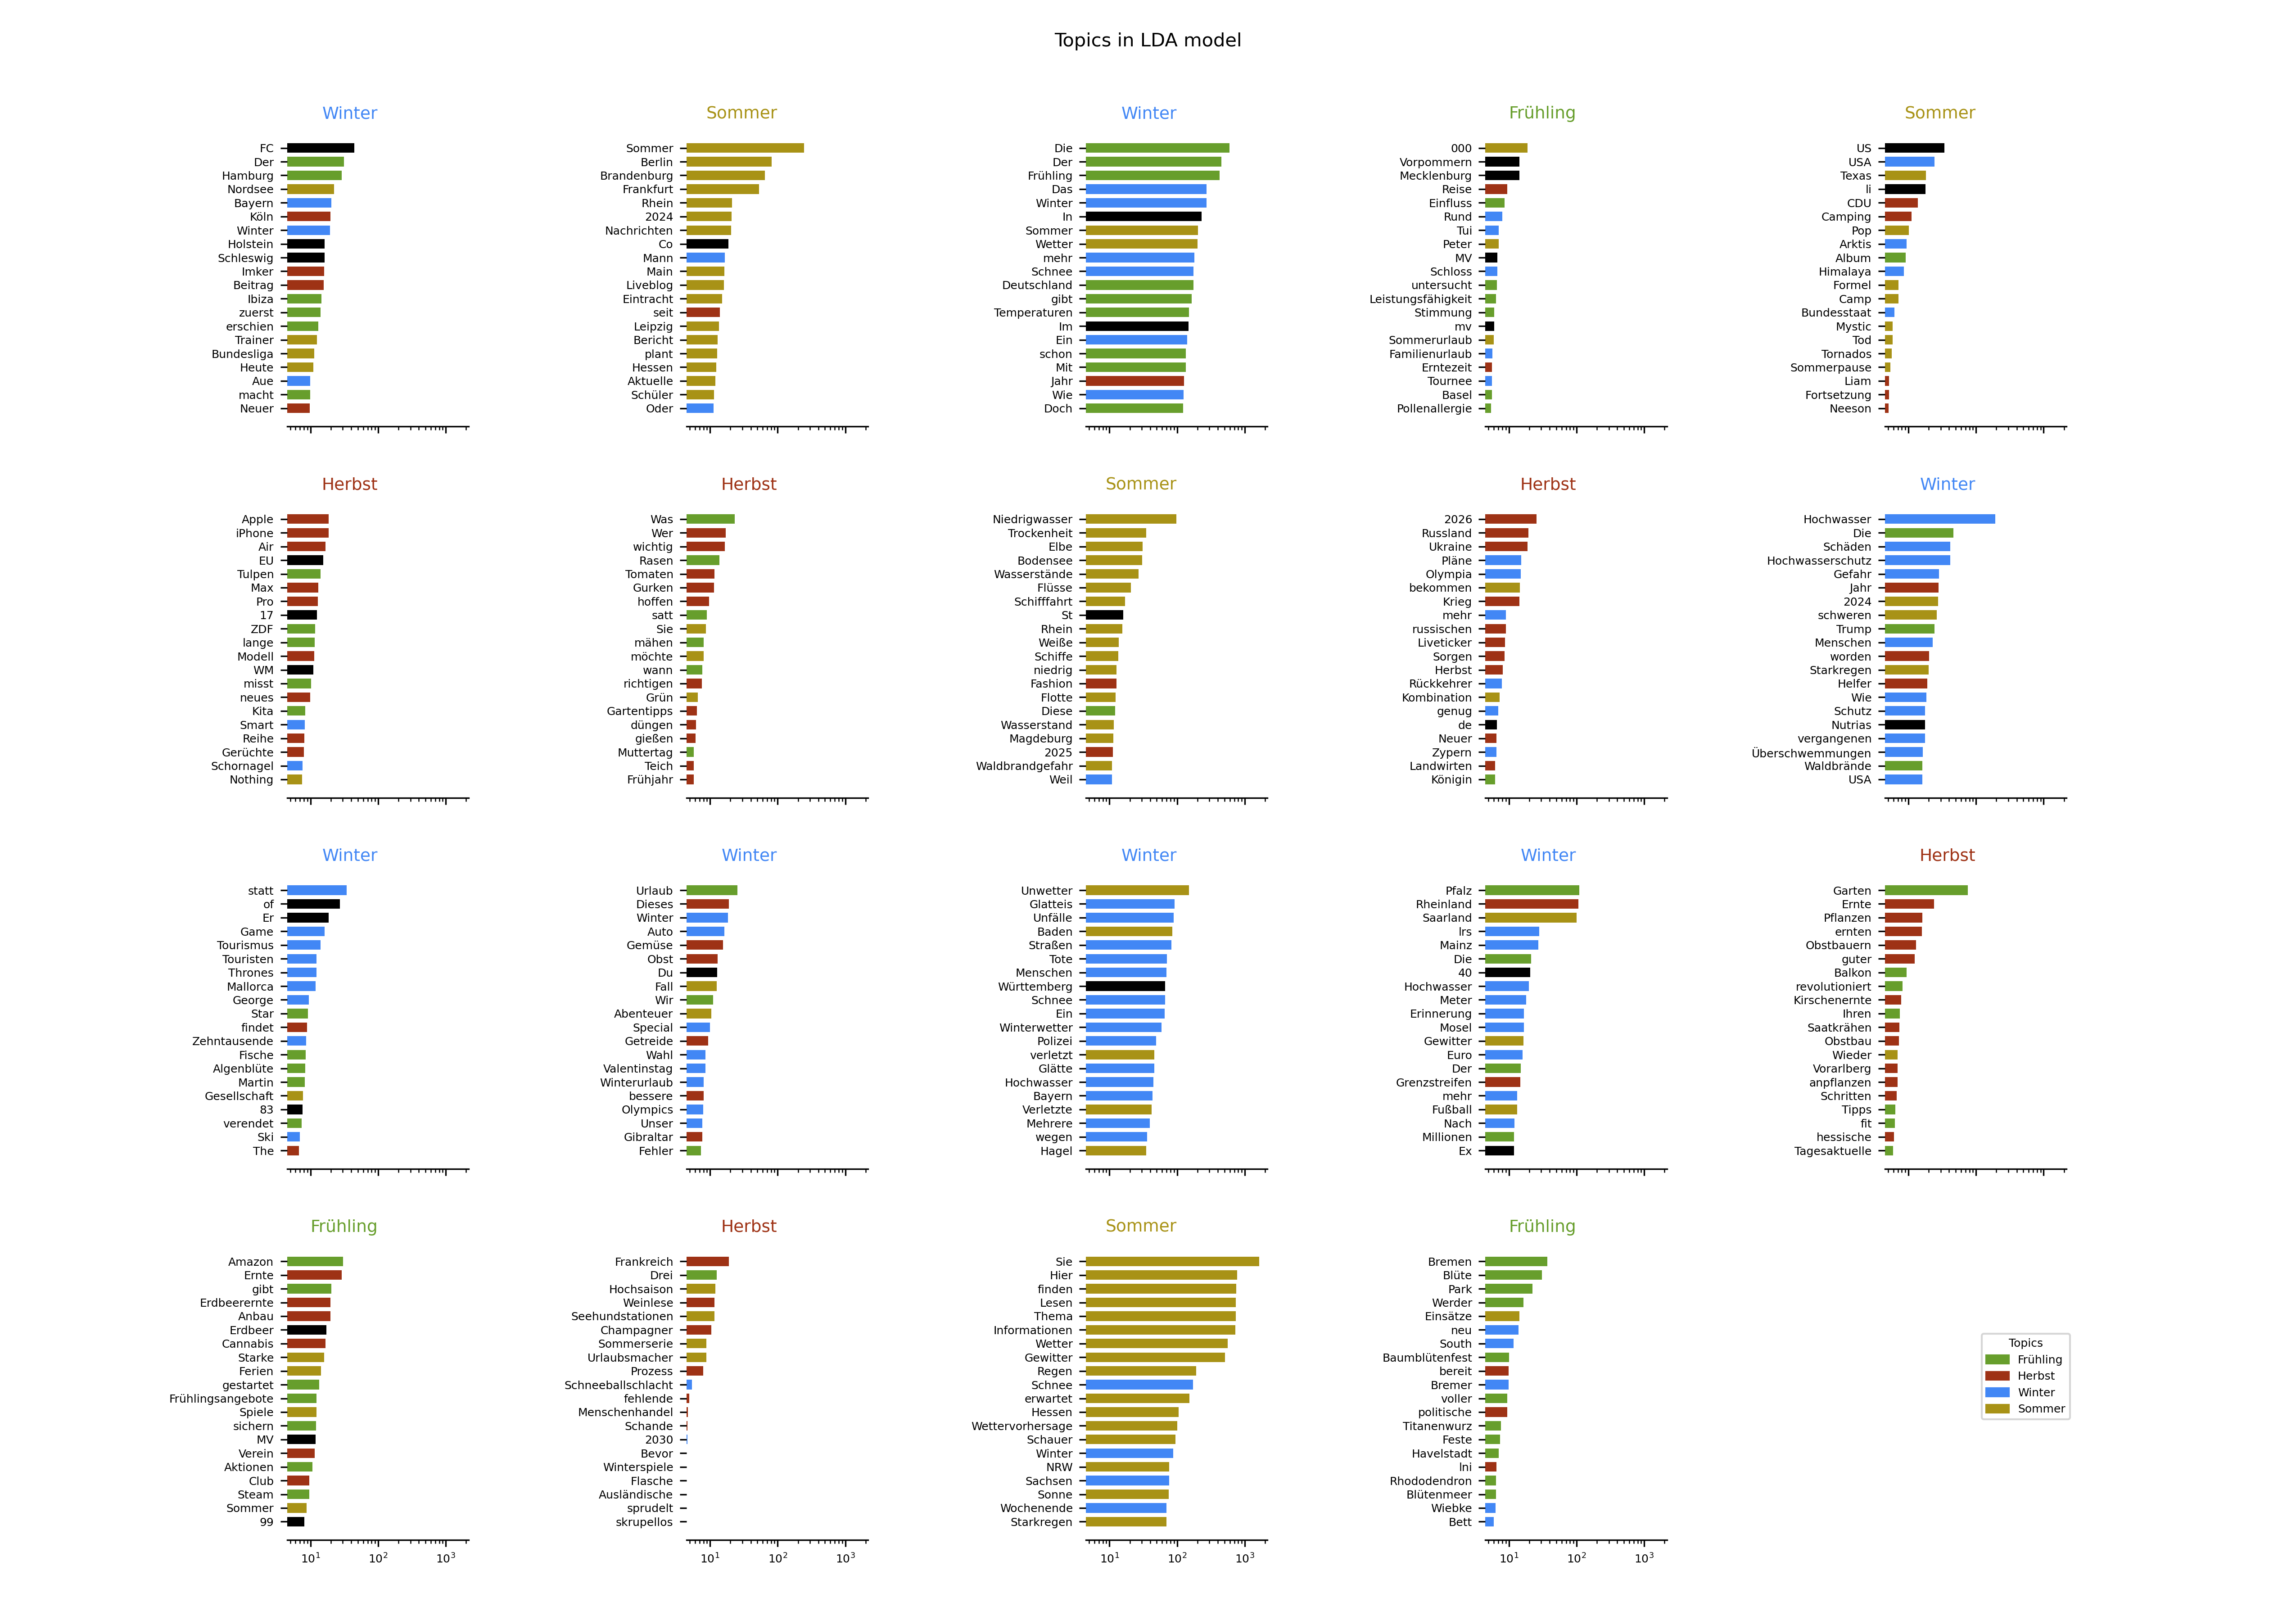 Topics in LDA model
Winter
FC
Der
Hamburg
Nordsee
Bayern
Köln
Winter
Holstein
Schleswig
Imker
Beitrag
Ibiza
zuerst
erschien
Trainer
Bundesliga
Heute
Aue
macht
Neuer
Sommer
Sommer
Berlin
Brandenburg
Frankfurt
Rhein
2024
Nachrichten
Co
Mann
Main
Liveblog
Eintracht
seit
Leipzig
Bericht
plant
Hessen
Aktuelle
Schüler
Oder
Winter
Die
Der
Frühling
Das
Winter
In
Sommer
Wetter
mehr
Schnee
Deutschland
gibt
Temperaturen
Im
Ein
schon
Mit
Jahr
Wie
Doch
Frühling
000
Vorpommern
Mecklenburg
Reise
Einfluss
Rund
Tui
Peter
MV
Schloss
untersucht
Leistungsfähigkeit
Stimmung
mv
Sommerurlaub
Familienurlaub
Erntezeit
Tournee
Basel
Pollenallergie
Sommer
US
USA
Texas
li
CDU
Camping
Pop
Arktis
Album
Himalaya
Formel
Camp
Bundesstaat
Mystic
Tod
Tornados
Sommerpause
Liam
Fortsetzung
Neeson
Herbst
Apple
iPhone
Air
EU
Tulpen
Max
Pro
17
ZDF
lange
Modell
WM
misst
neues
Kita
Smart
Reihe
Gerüchte
Schornagel
Nothing
Herbst
Was
Wer
wichtig
Rasen
Tomaten
Gurken
hoffen
satt
Sie
mähen
möchte
wann
richtigen
Grün
Gartentipps
düngen
gießen
Muttertag
Teich
Frühjahr
Sommer
Niedrigwasser
Trockenheit
Elbe
Bodensee
Wasserstände
Flüsse
Schifffahrt
St
Rhein
Weiße
Schiffe
niedrig
Fashion
Flotte
Diese
Wasserstand
Magdeburg
2025
Waldbrandgefahr
Weil
Herbst
2026
Russland
Ukraine
Pläne
Olympia
bekommen
Krieg
mehr
russischen
Liveticker
Sorgen
Herbst
Rückkehrer
Kombination
genug
de
Neuer
Zypern
Landwirten
Königin
Winter
Hochwasser
Die
Schäden
Hochwasserschutz
Gefahr
Jahr
2024
schweren
Trump
Menschen
worden
Starkregen
Helfer
Wie
Schutz
Nutrias
vergangenen
Überschwemmungen
Waldbrände
USA
Winter
statt
of
Er
Game
Tourismus
Touristen
Thrones
Mallorca
George
Star
findet
Zehntausende
Fische
Algenblüte
Martin
Gesellschaft
83
verendet
Ski
The
Winter
Urlaub
Dieses
Winter
Auto
Gemüse
Obst
Du
Fall
Wir
Abenteuer
Special
Getreide
Wahl
Valentinstag
Winterurlaub
bessere
Olympics
Unser
Gibraltar
Fehler
Winter
Unwetter
Glatteis
Unfälle
Baden
Straßen
Tote
Menschen
Württemberg
Schnee
Ein
Winterwetter
Polizei
verletzt
Glätte
Hochwasser
Bayern
Verletzte
Mehrere
wegen
Hagel
Winter
Pfalz
Rheinland
Saarland
Irs
Mainz
Die
40
Hochwasser
Meter
Erinnerung
Mosel
Gewitter
Euro
Der
Grenzstreifen
mehr
Fußball
Nach
Millionen
Ex
Herbst
Garten
Ernte
Pflanzen
ernten
Obstbauern
guter
Balkon
revolutioniert
Kirschenernte
Ihren
Saatkrähen
Obstbau
Wieder
Vorarlberg
anpflanzen
Schritten
Tipps
fit
hessische
Tagesaktuelle
Frühling
Amazon
Ernte
gibt
Erdbeerernte
Anbau
Erdbeer
Cannabis
Starke
Ferien
gestartet
Frühlingsangebote
Spiele
sichern
MV
Verein
Aktionen
Club
Steam
Sommer
99
10¹ 10² 10³
Herbst
Frankreich
Drei
Hochsaison
Weinlese
Seehundstationen
Champagner
Sommerserie
Urlaubsmacher
Prozess
Schneeballschlacht
fehlende
Menschenhandel
Schande
2030
Bevor
Winterspiele
Flasche
Ausländische
sprudelt
skrupellos
10¹ 10² 10³
Sommer
Sie
Hier
finden
Lesen
Thema
Informationen
Wetter
Gewitter
Regen
Schnee
erwartet
Hessen
Wettervorhersage
Schauer
Winter
NRW
Sachsen
Sonne
Wochenende
Starkregen
10¹ 10² 10³
Frühling
Bremen
Blüte
Park
Werder
Einsätze
neu
South
Baumblütenfest
bereit
Bremer
voller
politische
Titanenwurz
Feste
Havelstadt
Ini
Rhododendron
Blütenmeer
Wiebke
Bett
10¹ 10² 10³
Topics
Frühling
Herbst
Winter
Sommer